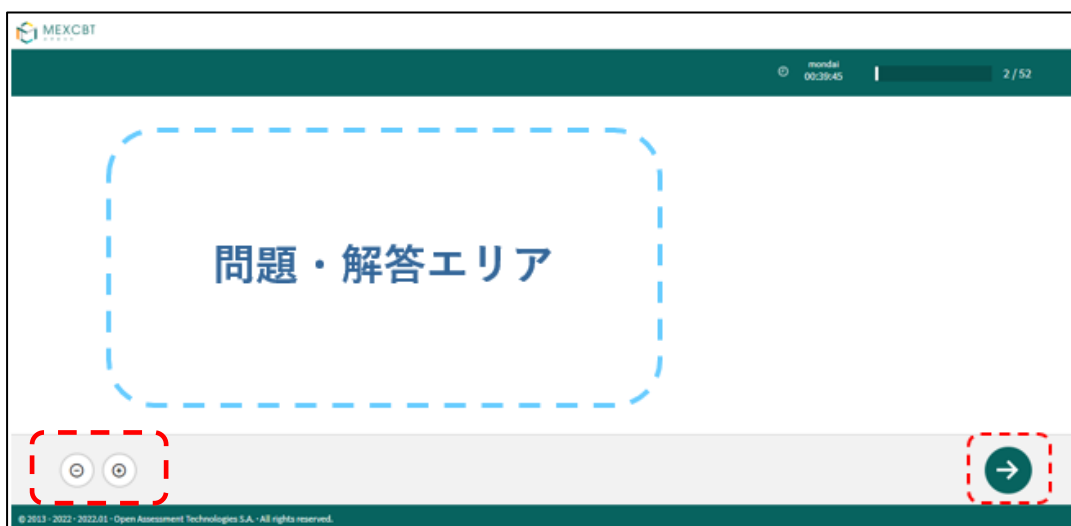 MEXCBT
mondai
00:39:45
2 / 52
問題・解答エリア
© 2013 - 2022 · 2022.01 · Open Assessment Technologies S.A. · All rights reserved.